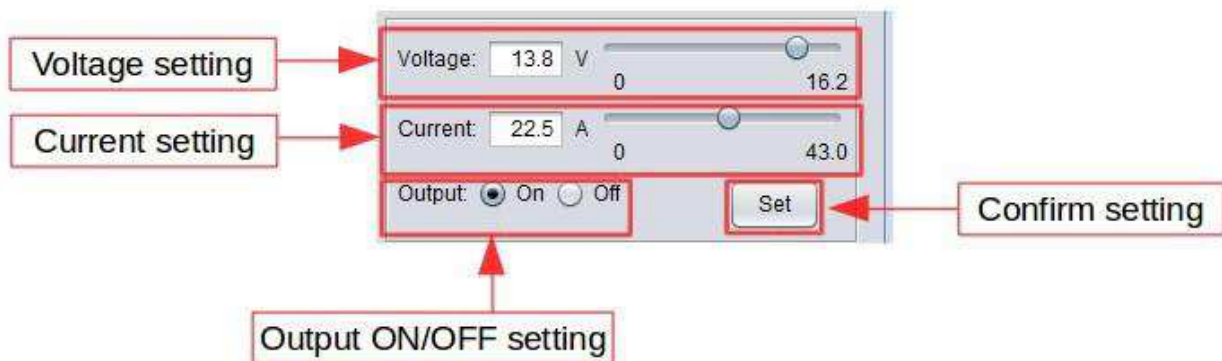 Voltage setting
Voltage: 13.8 V
0 16.2
Current setting
Current: 22.5 A
0 43.0
Output: On Off
Set
Confirm setting
Output ON/OFF setting